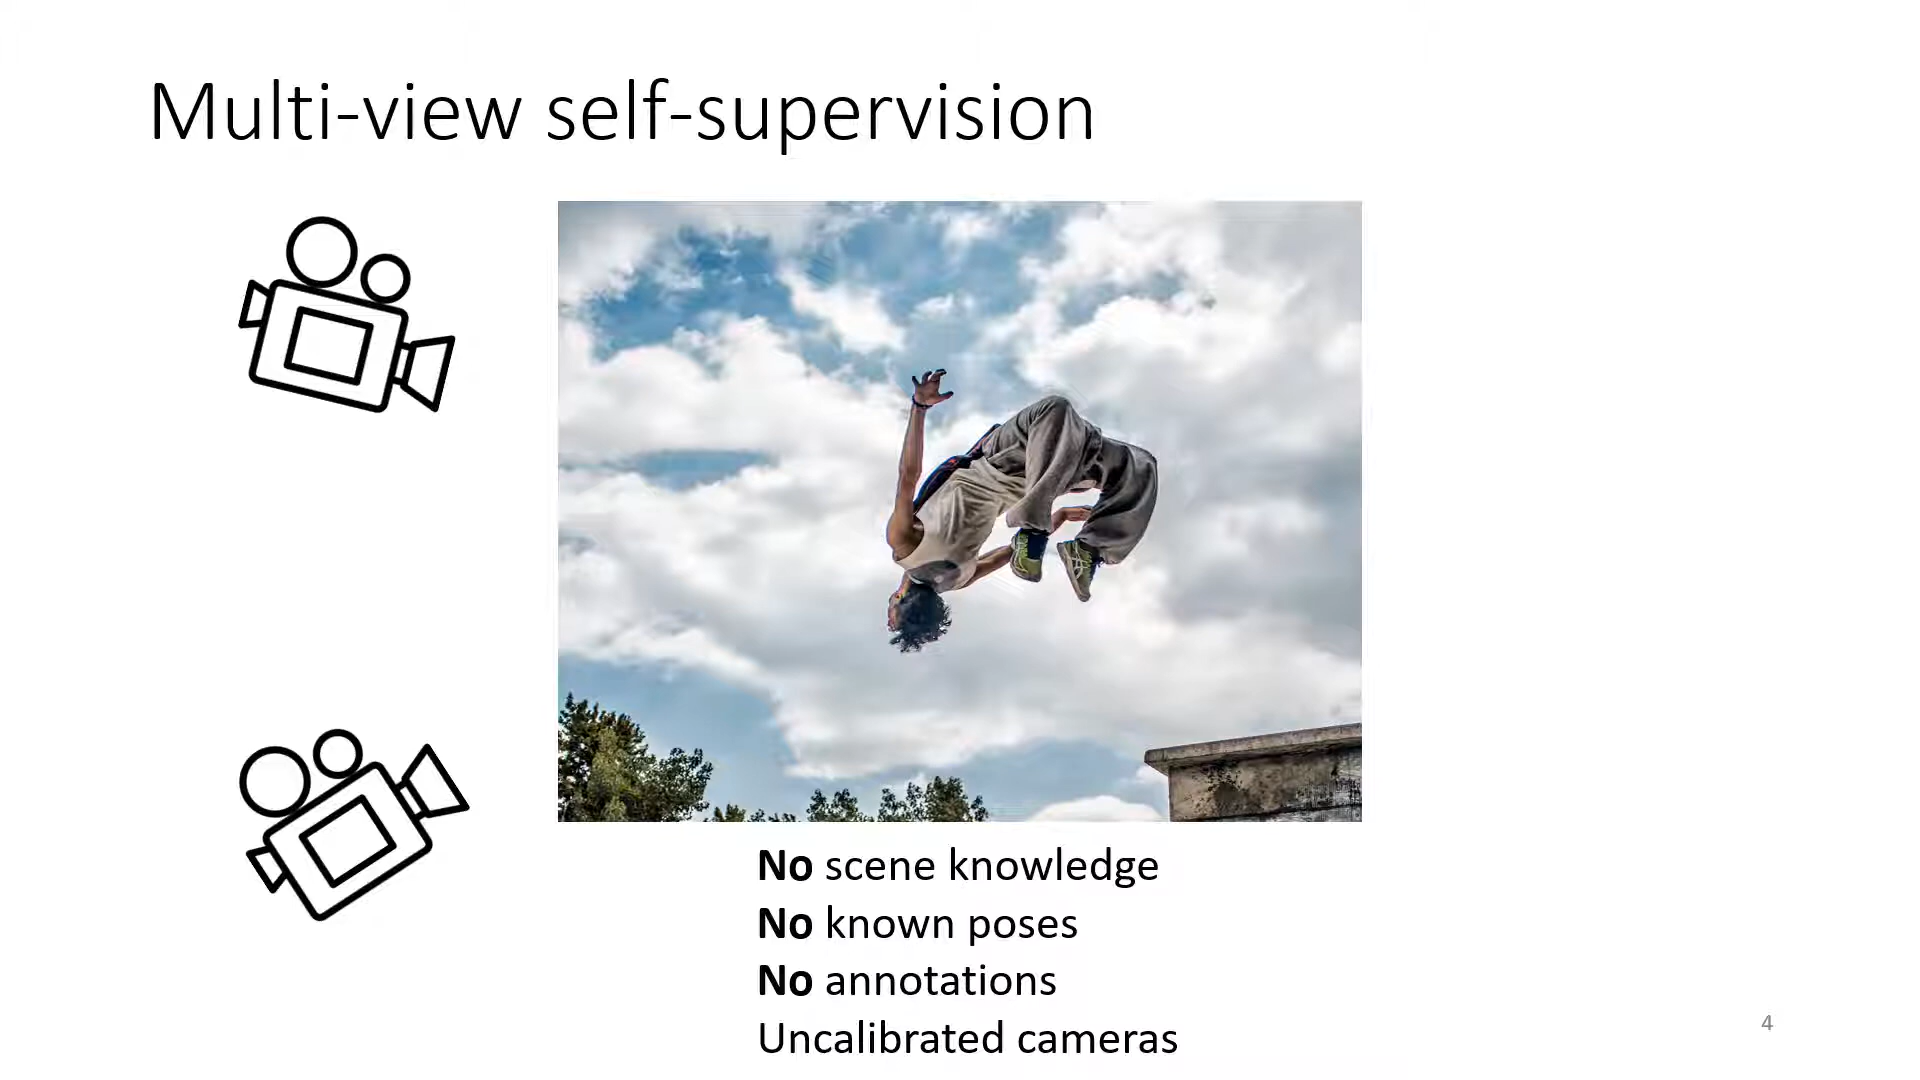 Multi-view self-supervision
No scene knowledge
No known poses
No annotations
Uncalibrated cameras
4